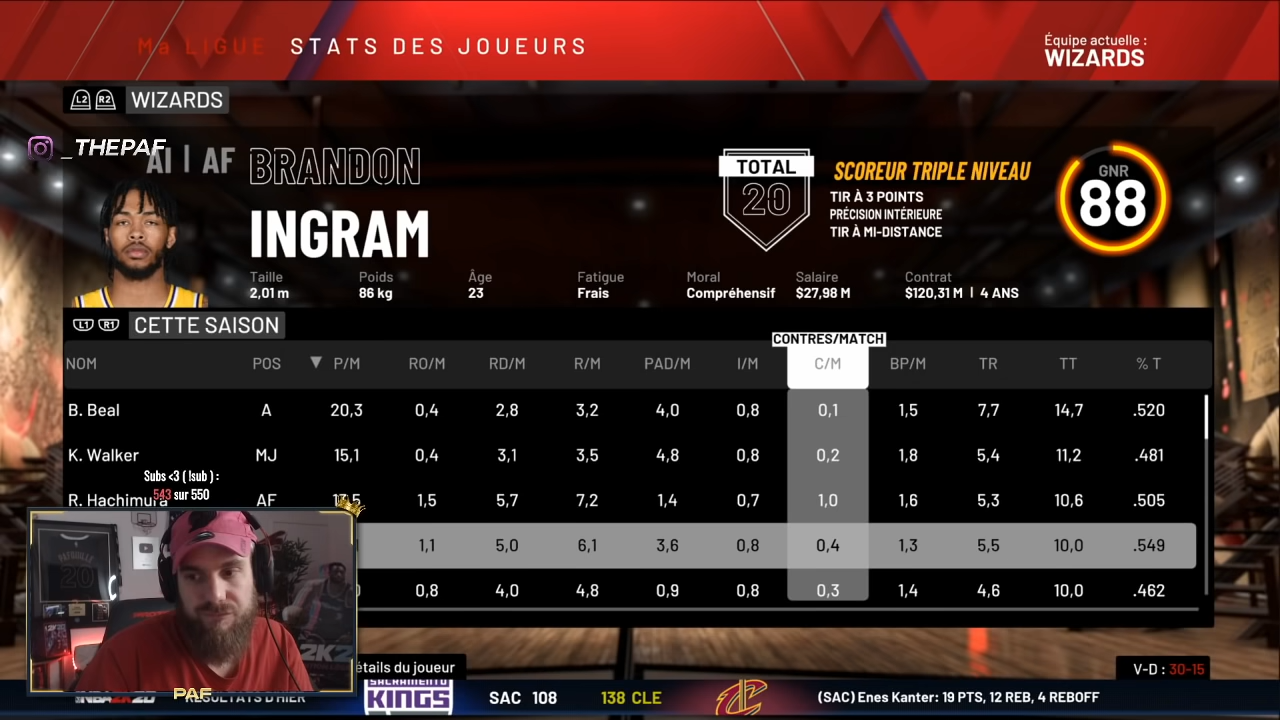 Ma LIGUE STATS DES JOUEURS
Équipe actuelle :
WIZARDS
L2 R2 WIZARDS
_THEPAF
AI | AF BRANDON
INGRAM
TOTAL
20
SCOREUR TRIPLE NIVEAU
TIR À 3 POINTS
PRÉCISION INTÉRIEURE
TIR À MI-DISTANCE
GNR
88
Taille Poids Âge Fatigue Moral Salaire Contrat
2,01 m 86 kg 23 Frais Compréhensif $27,98 M $120,31 M | 4 ANS
L1 R1 CETTE SAISON
CONTRES/MATCH
NOM POS ▼ P/M RO/M RD/M R/M PAD/M I/M C/M BP/M TR TT % T
B. Beal A 20,3 0,4 2,8 3,2 4,0 0,8 0,1 1,5 7,7 14,7 .520
K. Walker MJ 15,1 0,4 3,1 3,5 4,8 0,8 0,2 1,8 5,4 11,2 .481
Subs <3 ( !sub ) :
543 sur 550
R. Hachimura AF 13,5 1,5 5,7 7,2 1,4 0,7 1,0 1,6 5,3 10,6 .505
1,1 5,0 6,1 3,6 0,8 0,4 1,3 5,5 10,0 .549
0,8 4,0 4,8 0,9 0,8 0,3 1,4 4,6 10,0 .462
20
2K2
étails du joueur
V-D : 30-15
PAF
NBA2K20 RÉSULTATS D'HIER
SACRAMENTO
KINGS
SAC 108 138 CLE
(SAC) Enes Kanter: 19 PTS, 12 REB, 4 REBOFF